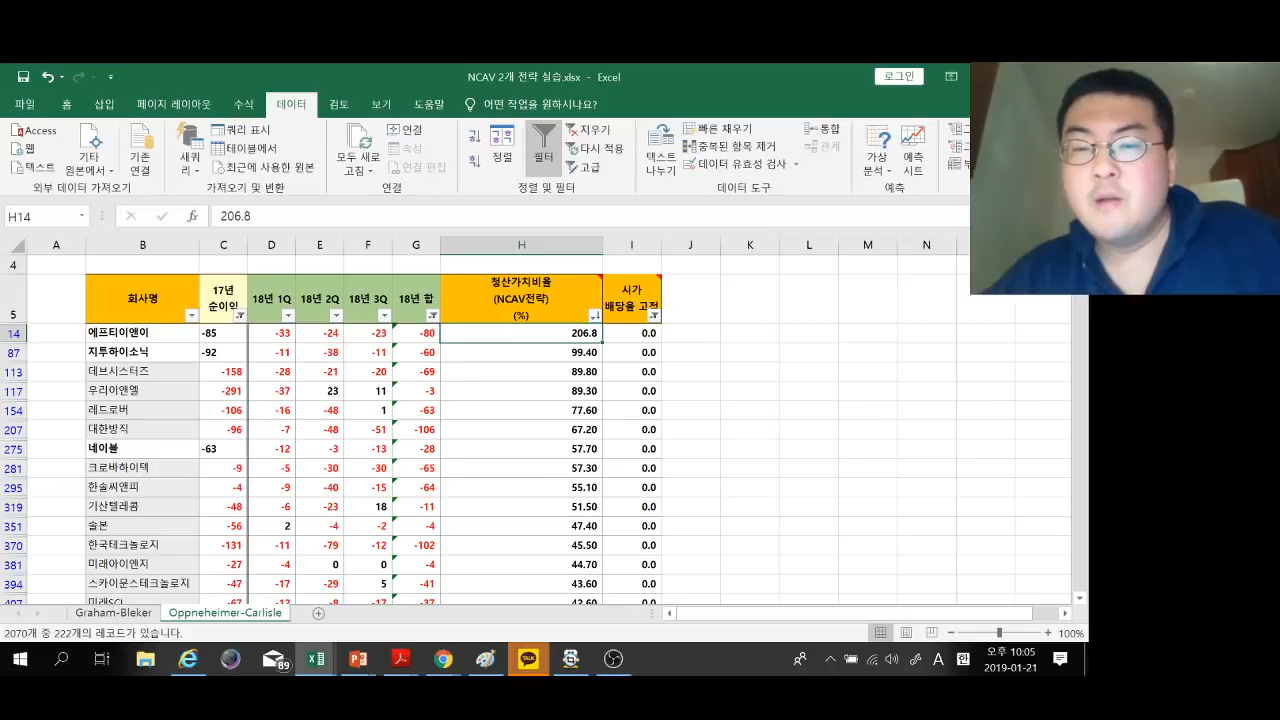 NCAV 2개 전략 실습.xlsx - Excel
로그인
파일 홈 삽입 페이지 레이아웃 수식 데이터 검토 보기 도움말 어떤 작업을 원하시나요?
Access
웹
텍스트
기타
원본에서
기존
연결
외부 데이터 가져오기
새쿼
리
쿼리 표시
테이블에서
최근에 사용한 원본
가져오기 및 변환
모두 새로
고침
연결
속성
연결 편집
연결
정렬
필터
지우기
다시 적용
고급
정렬 및 필터
텍스트
나누기
빠른 채우기
중복된 항목 제거
데이터 유효성 검사
통합
관계
데이터 도구
가상
분석
예측
시트
예측
H14 fx 206.8
A B C D E F G H I J K L M N
4
5 회사명 17년 순이익 18년 1Q 18년 2Q 18년 3Q 18년 합 청산가치비율 (NCAV전략) (%) 시가 배당율 고정
14 에프티이앤이 -85 -33 -24 -23 -80 206.8 0.0
87 지투하이소닉 -92 -11 -38 -11 -60 99.40 0.0
113 데브시스터즈 -158 -28 -21 -20 -69 89.80 0.0
117 우리이앤엘 -291 -37 23 11 -3 89.30 0.0
154 레드로버 -106 -16 -48 1 -63 77.60 0.0
207 대한방직 -96 -7 -48 -51 -106 67.20 0.0
275 네이블 -63 -12 -3 -13 -28 57.70 0.0
281 크로바하이텍 -9 -5 -30 -30 -65 57.30 0.0
295 한솔씨앤피 -4 -9 -40 -15 -64 55.10 0.0
319 기산텔레콤 -48 -6 -23 18 -11 51.50 0.0
351 솔본 -56 2 -4 -2 -4 47.40 0.0
370 한국테크놀로지 -131 -11 -79 -12 -102 45.50 0.0
381 미래아이앤지 -27 -4 0 0 -4 44.70 0.0
394 스카이문스테크놀로지 -47 -17 -29 5 -41 43.60 0.0
407 미래SCI -67 -12 -8 -17 -37 42.60 0.0
Graham-Bleker Oppneheimer-Carlisle
2070개 중 222개의 레코드가 있습니다.
100%
89
TALK
A 한
오후 10:05
2019-01-21